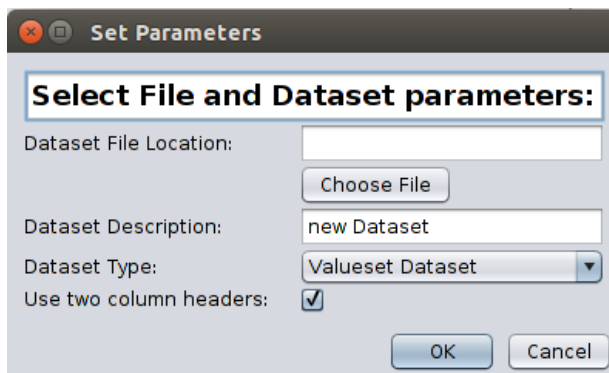 Set Parameters
Select File and Dataset parameters:
Dataset File Location:
Choose File
Dataset Description: new Dataset
Dataset Type: Valueset Dataset
Use two column headers:
OK Cancel